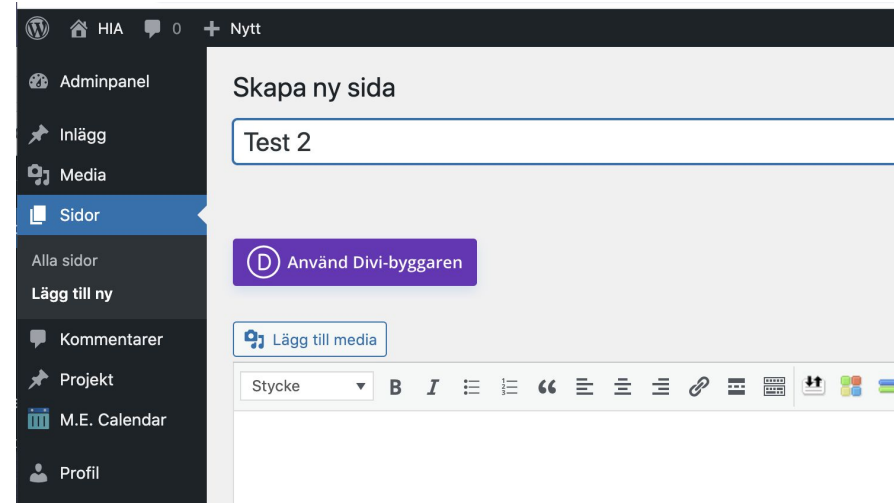 HIA 0 Nytt
Adminpanel
Inlägg
Media
Sidor
Alla sidor
Lägg till ny
Kommentarer
Projekt
M.E. Calendar
Profil
Skapa ny sida
Test 2
D Använd Divi-byggaren
Lägg till media
Stycke